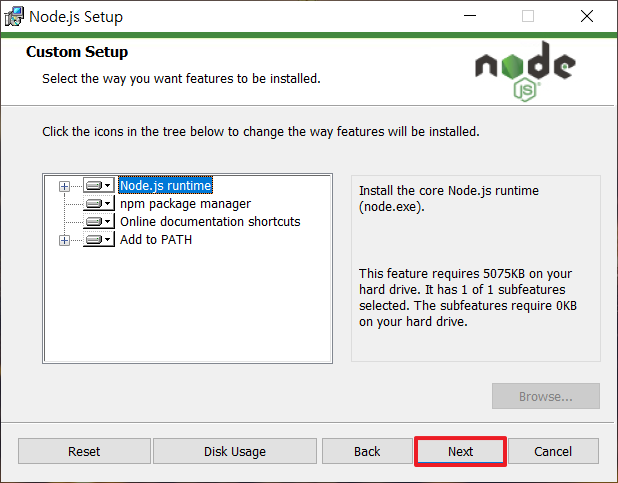 Node.js Setup
Custom Setup
Select the way you want features to be installed.
node
JS
Click the icons in the tree below to change the way features will be installed.
Node.js runtime
npm package manager
Online documentation shortcuts
Add to PATH
Install the core Node.js runtime
(node.exe).
This feature requires 5075KB on your
hard drive. It has 1 of 1 subfeatures
selected. The subfeatures require 0KB
on your hard drive.
Browse...
Reset
Disk Usage
Back
Next
Cancel